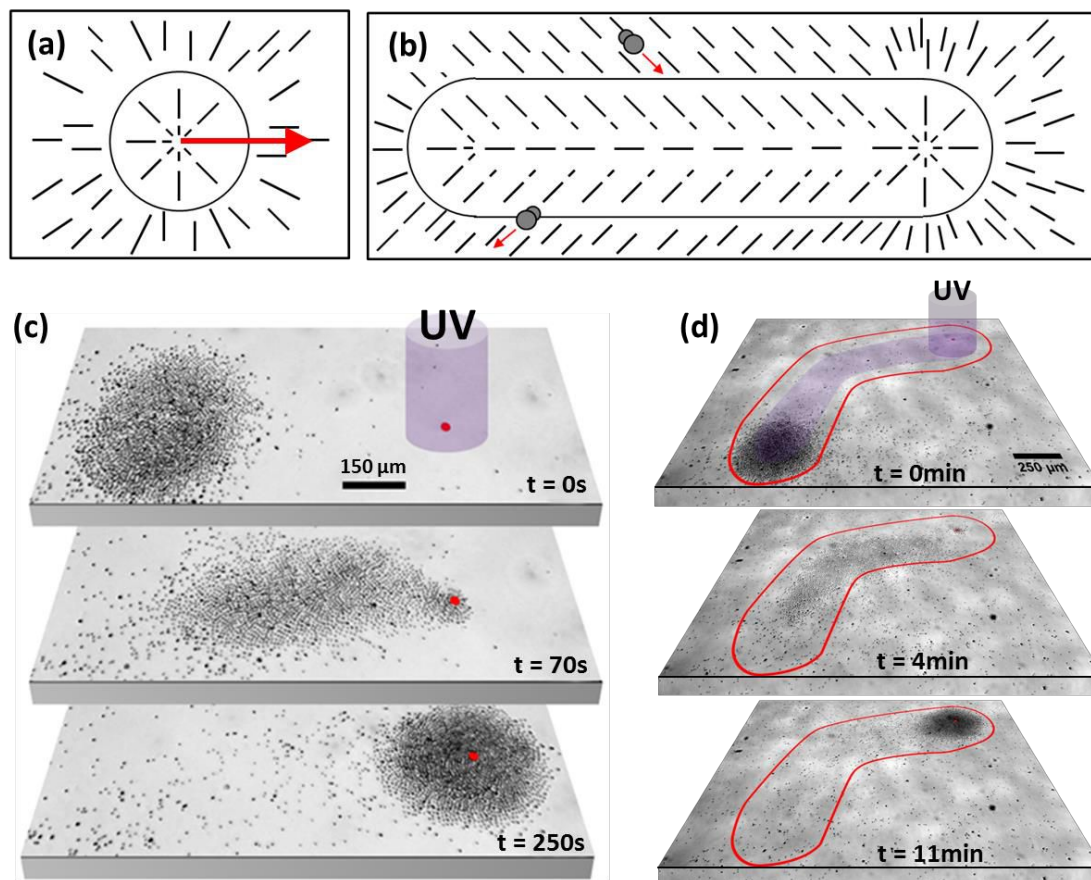 (a)
(b)
(c)
UV
150 µm
t = 0s
t = 70s
t = 250s
(d)
UV
250 µm
t = 0min
t = 4min
t = 11min